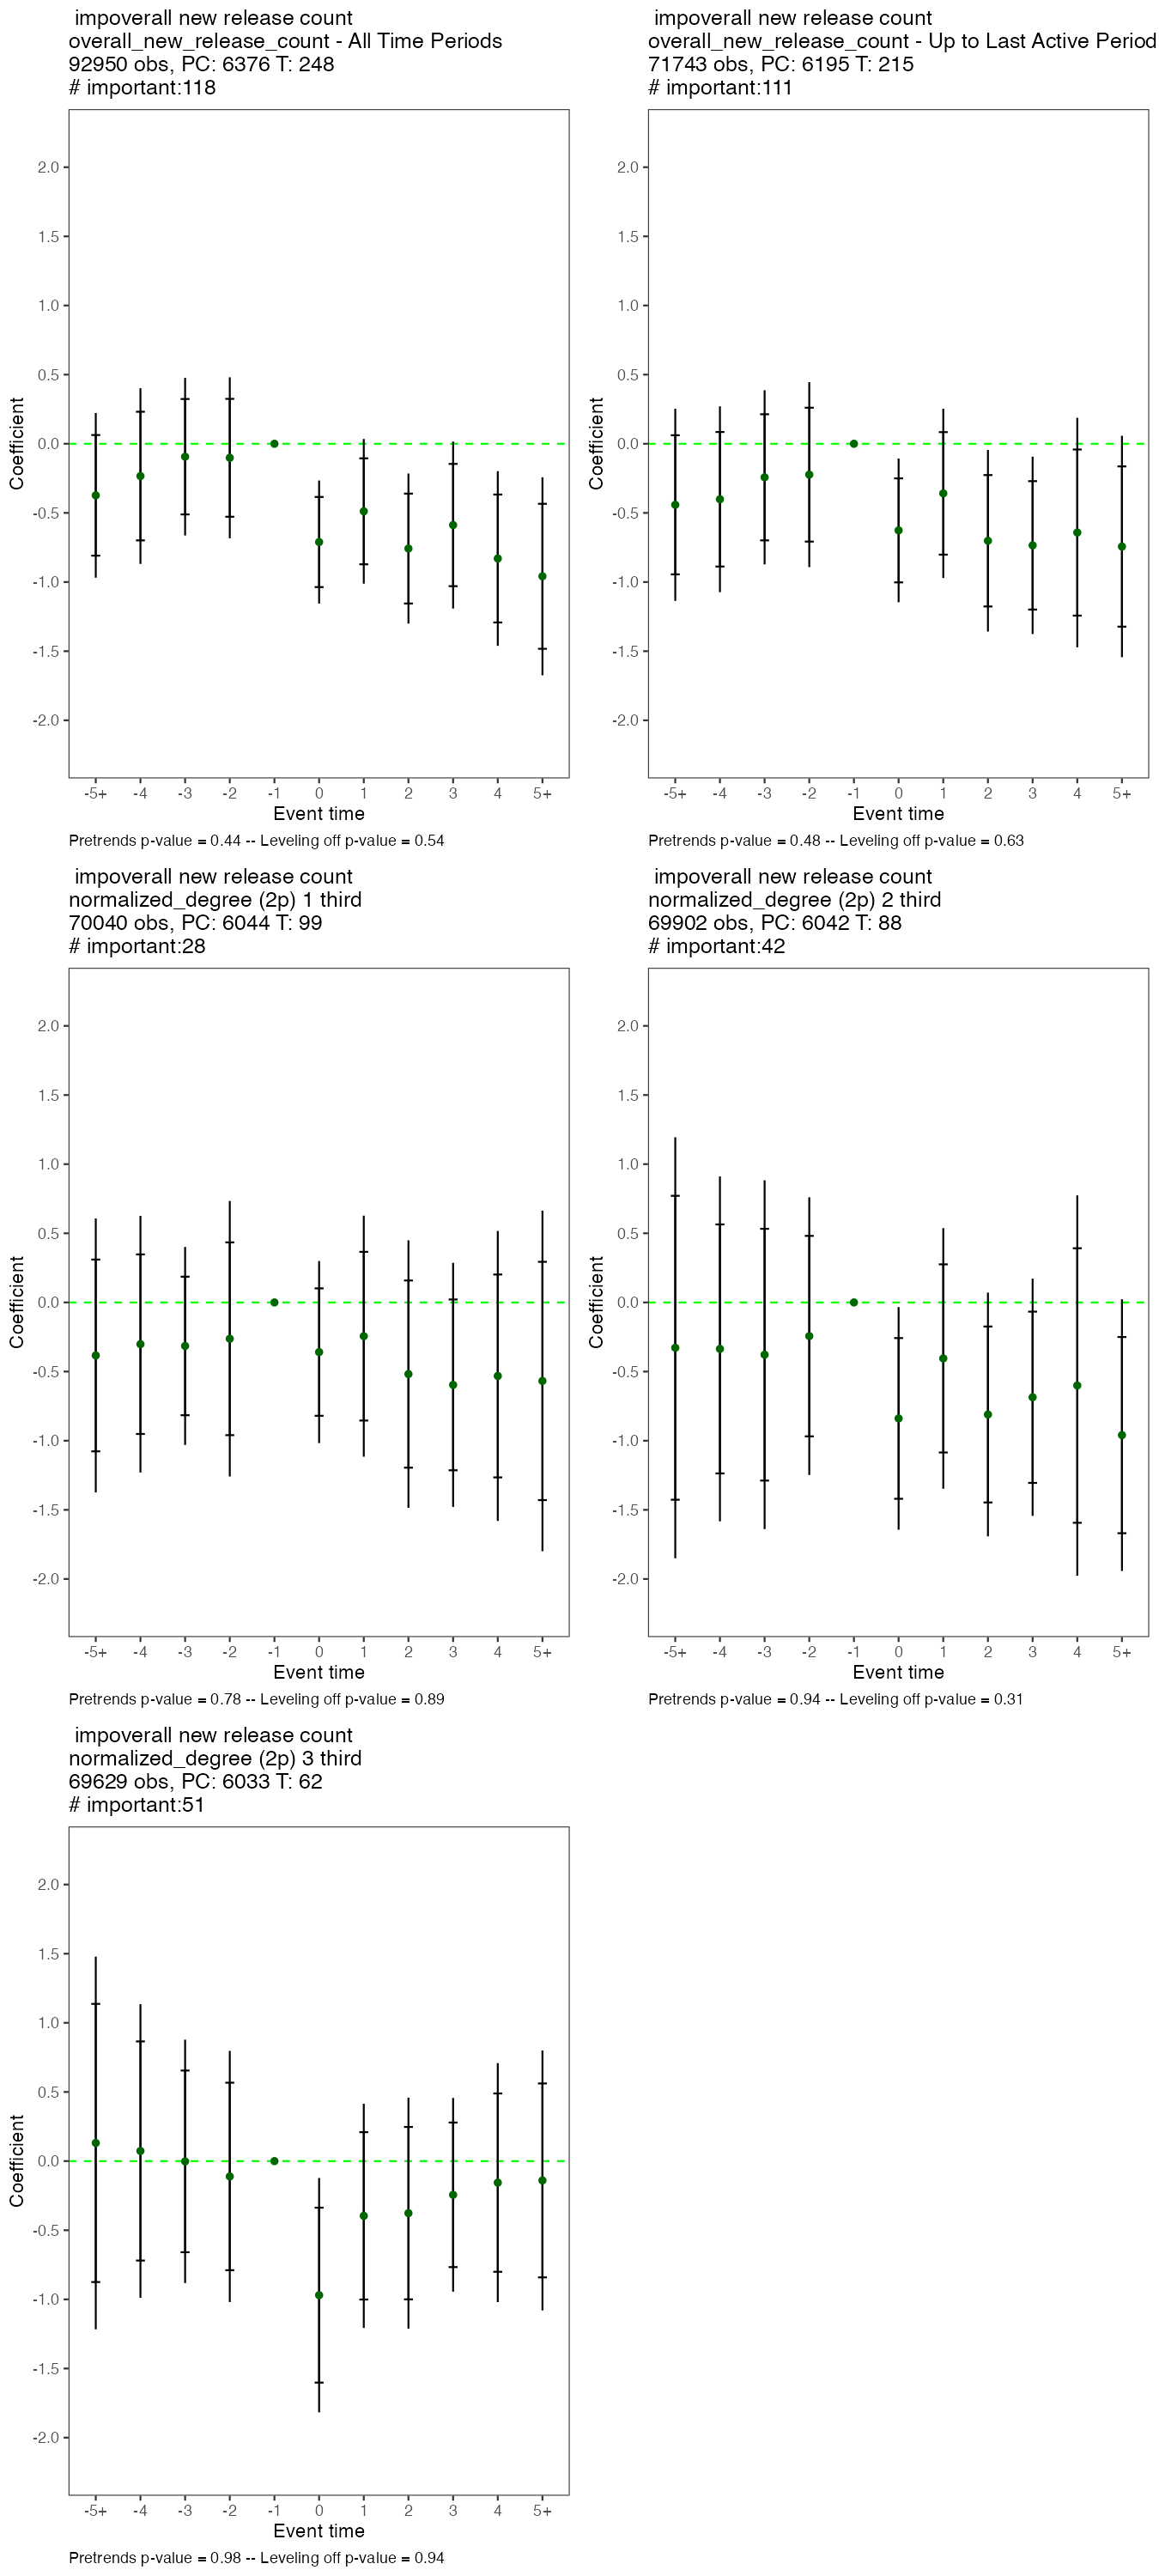 impoverall new release count
overall_new_release_count - All Time Periods
92950 obs, PC: 6376 T: 248
# important:118
2.0
1.5
1.0
0.5
0.0
-0.5
-1.0
-1.5
-2.0
Coefficient
-5+ -4 -3 -2 -1 0 1 2 3 4 5+
Event time
Pretrends p-value = 0.44 -- Leveling off p-value = 0.54
impoverall new release count
overall_new_release_count - Up to Last Active Period
71743 obs, PC: 6195 T: 215
# important:111
2.0
1.5
1.0
0.5
0.0
-0.5
-1.0
-1.5
-2.0
Coefficient
-5+ -4 -3 -2 -1 0 1 2 3 4 5+
Event time
Pretrends p-value = 0.48 -- Leveling off p-value = 0.63
impoverall new release count
normalized_degree (2p) 1 third
70040 obs, PC: 6044 T: 99
# important:28
2.0
1.5
1.0
0.5
0.0
-0.5
-1.0
-1.5
-2.0
Coefficient
-5+ -4 -3 -2 -1 0 1 2 3 4 5+
Event time
Pretrends p-value = 0.78 -- Leveling off p-value = 0.89
impoverall new release count
normalized_degree (2p) 2 third
69902 obs, PC: 6042 T: 88
# important:42
2.0
1.5
1.0
0.5
0.0
-0.5
-1.0
-1.5
-2.0
Coefficient
-5+ -4 -3 -2 -1 0 1 2 3 4 5+
Event time
Pretrends p-value = 0.94 -- Leveling off p-value = 0.31
impoverall new release count
normalized_degree (2p) 3 third
69629 obs, PC: 6033 T: 62
# important:51
2.0
1.5
1.0
0.5
0.0
-0.5
-1.0
-1.5
-2.0
Coefficient
-5+ -4 -3 -2 -1 0 1 2 3 4 5+
Event time
Pretrends p-value = 0.98 -- Leveling off p-value = 0.94